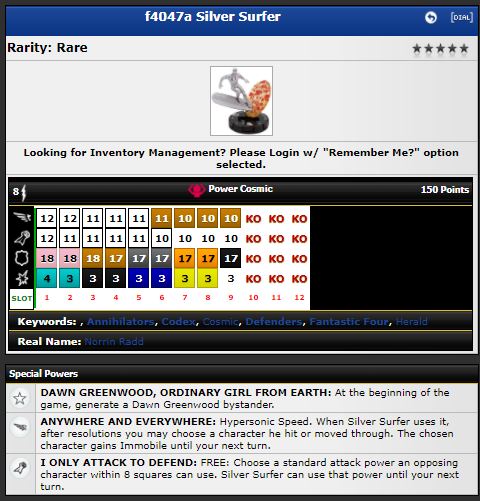 f4047a Silver Surfer [DIAL]
Rarity: Rare
Looking for Inventory Management? Please Login w/ "Remember Me?" option
selected.
8 Power Cosmic 150 Points
12 12 11 11 11 11 10 10 10 KO KO KO
12 11 11 11 11 10 10 10 10 KO KO KO
18 18 18 17 17 17 17 17 17 KO KO KO
4 3 3 3 3 3 3 3 3 KO KO KO
SLOT 1 2 3 4 5 6 7 8 9 10 11 12
Keywords: , Annihilators, Codex, Cosmic, Defenders, Fantastic Four, Herald
Real Name: Norrin Radd
Special Powers
DAWN GREENWOOD, ORDINARY GIRL FROM EARTH: At the beginning of the
game, generate a Dawn Greenwood bystander.
ANYWHERE AND EVERYWHERE: Hypersonic Speed. When Silver Surfer uses it,
after resolutions you may choose a character he hit or moved through. The chosen
character gains Immobile until your next turn.
I ONLY ATTACK TO DEFEND: FREE: Choose a standard attack power an opposing
character within 8 squares can use. Silver Surfer can use that power until your next
turn.